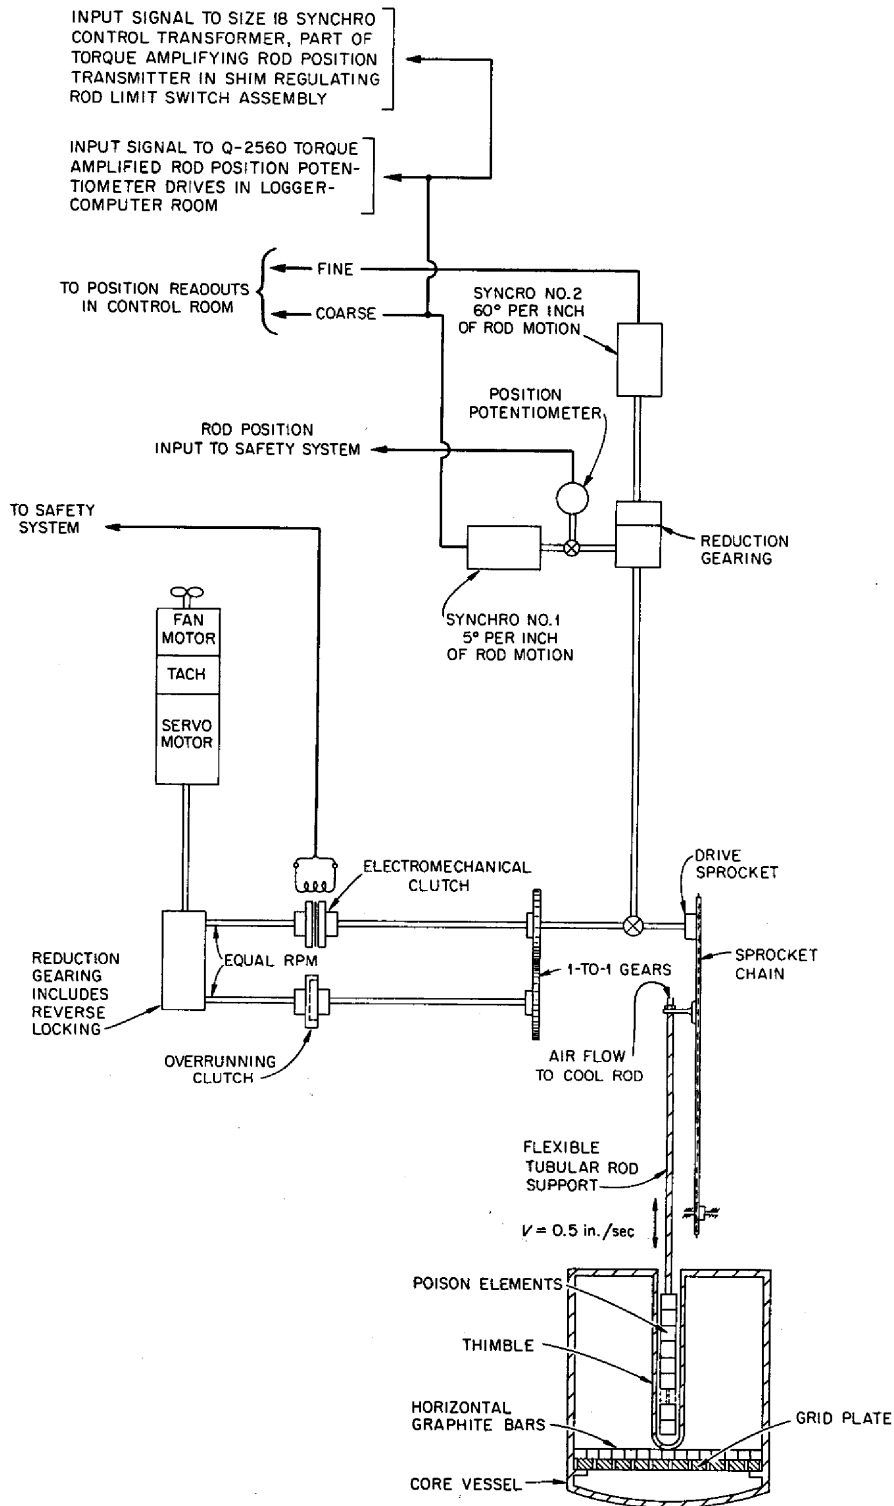 INPUT SIGNAL TO SIZE 18 SYNCHRO
CONTROL TRANSFORMER, PART OF
TORQUE AMPLIFYING ROD POSITION
TRANSMITTER IN SHIM REGULATING
ROD LIMIT SWITCH ASSEMBLY
INPUT SIGNAL TO Q-2560 TORQUE
AMPLIFIED ROD POSITION POTEN-
TIOMETER DRIVES IN LOGGER-
COMPUTER ROOM
FINE
TO POSITION READOUTS
IN CONTROL ROOM
COARSE
SYNCRO NO.2
60° PER INCH
OF ROD MOTION
POSITION
POTENTIOMETER
ROD POSITION
INPUT TO SAFETY SYSTEM
TO SAFETY
SYSTEM
REDUCTION
GEARING
SYNCHRO NO.1
5° PER INCH
OF ROD MOTION
FAN
MOTOR
TACH
SERVO
MOTOR
ELECTROMECHANICAL
CLUTCH
DRIVE
SPROCKET
REDUCTION
GEARING
INCLUDES
REVERSE
LOCKING
EQUAL RPM
1-TO-1 GEARS
SPROCKET
CHAIN
OVERRUNNING
CLUTCH
AIR FLOW
TO COOL ROD
FLEXIBLE
TUBULAR ROD
SUPPORT
V = 0.5 in./sec
POISON ELEMENTS
THIMBLE
HORIZONTAL
GRAPHITE BARS
GRID PLATE
CORE VESSEL